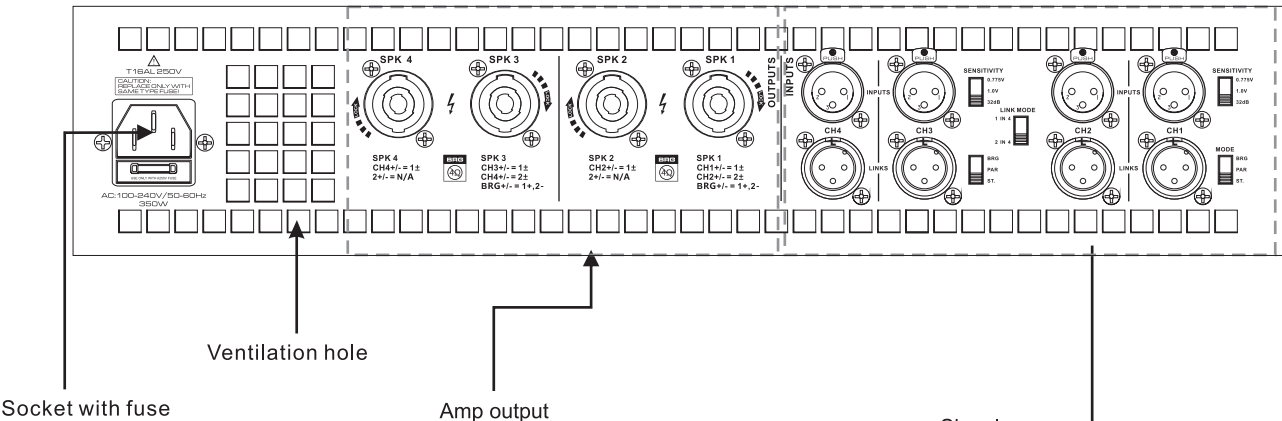 T16AL 250V
CAUTION:
REPLACE ONLY WITH
SAME TYPE FUSE!
USE ONLY WITH 250V FUSE
AC:100-240V/50-60Hz
350W
SPK 4
SPK 3
SPK 2
SPK 1
SPK 4
CH4+/- = 1±
2+/- = N/A
BRG
4Ω
SPK 3
CH3+/- = 1±
CH4+/- = 2±
BRG+/- = 1+,2-
SPK 2
CH2+/- = 1±
2+/- = N/A
BRG
4Ω
SPK 1
CH1+/- = 1±
CH2+/- = 2±
BRG+/- = 1+,2-
OUTPUTS
INPUTS
PUSH
PUSH
PUSH
PUSH
INPUTS
INPUTS
SENSITIVITY
0.775V
1.0V
32dB
LINK MODE
1 IN 4
2 IN 4
SENSITIVITY
0.775V
1.0V
32dB
CH4
CH3
CH2
CH1
LINKS
LINKS
BRG
PAR
ST.
MODE
BRG
PAR
ST.
Ventilation hole
Socket with fuse
Amp output